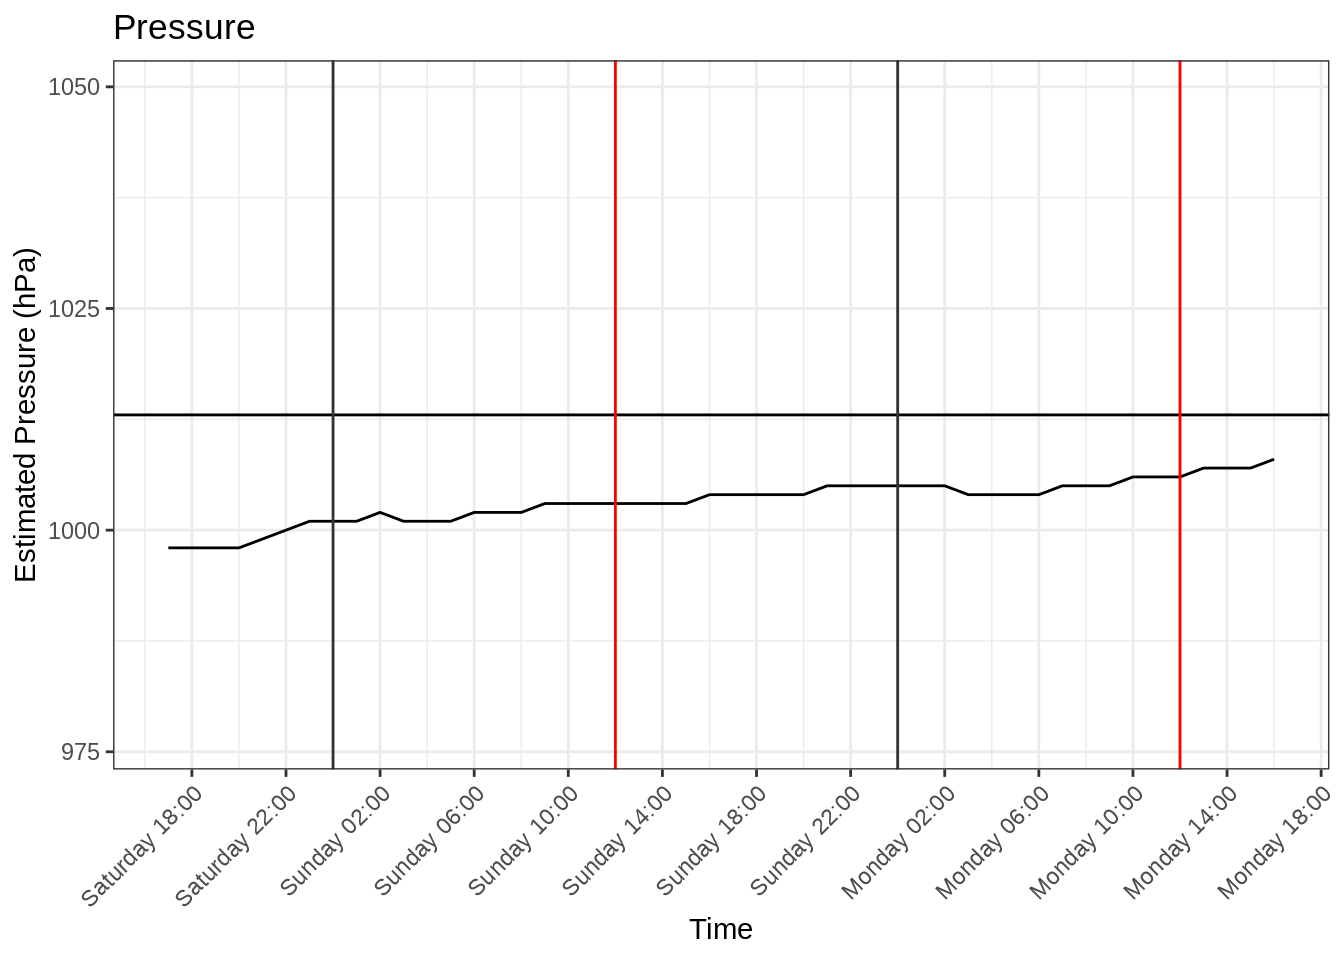 Pressure
Estimated Pressure (hPa)
1050
1025
1000
975
Saturday 18:00
Saturday 22:00
Sunday 02:00
Sunday 06:00
Sunday 10:00
Sunday 14:00
Sunday 18:00
Sunday 22:00
Monday 02:00
Monday 06:00
Monday 10:00
Monday 14:00
Monday 18:00
Time